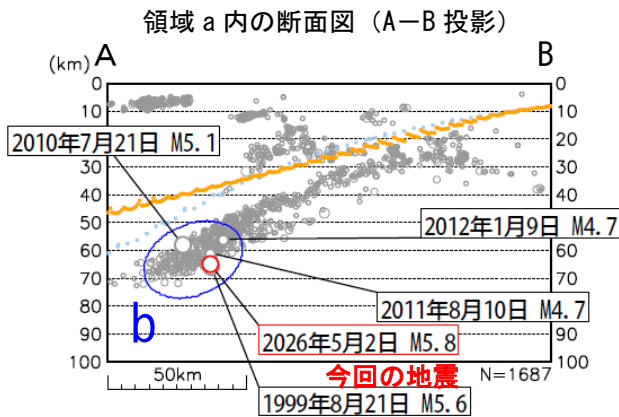 領域a内の断面図（A－B投影）
(km) A B
0 0
10 10
20 20
2010年7月21日 M5.1
30 30
40 40
50
2012年1月9日 M4.7
60 60
70 70
2011年8月10日 M4.7
80
b
90 90
2026年5月2日 M5.8
100 100
50km 今回の地震 N=1687
1999年8月21日 M5.6